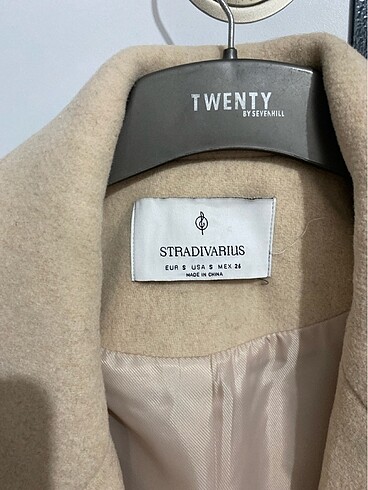 TWENTY
BY SEVENHILL
STRADIVARIUS
EUR S USA S MEX 26
MADE IN CHINA